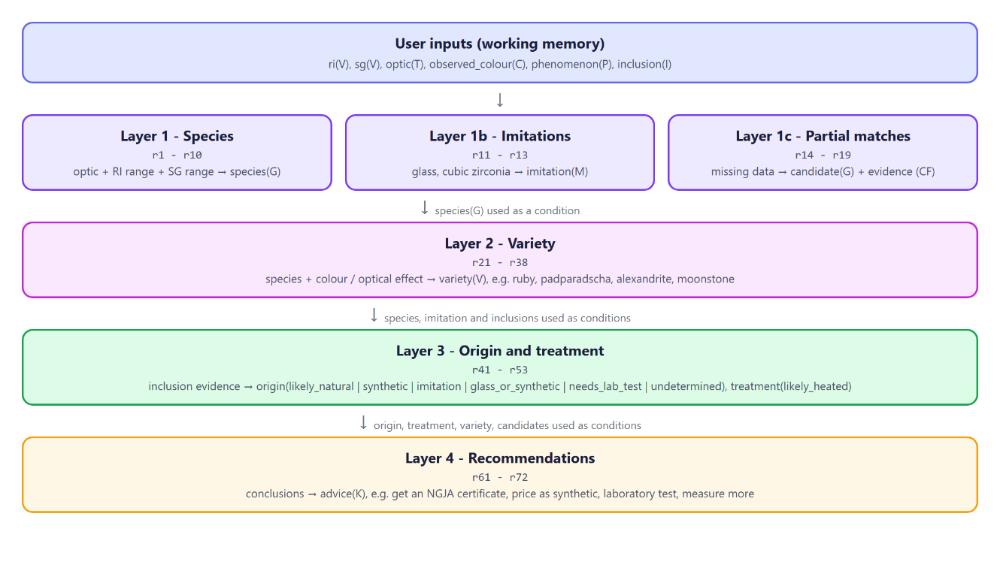 User inputs (working memory)
ri(V), sg(V), optic(T), observed_colour(C), phenomenon(P), inclusion(I)
↓
Layer 1 - Species
r1 - r10
optic + RI range + SG range → species(G)
Layer 1b - Imitations
r11 - r13
glass, cubic zirconia → imitation(M)
Layer 1c - Partial matches
r14 - r19
missing data → candidate(G) + evidence (CF)
↓ species(G) used as a condition
Layer 2 - Variety
r21 - r38
species + colour / optical effect → variety(V), e.g. ruby, padparadscha, alexandrite, moonstone
↓ species, imitation and inclusions used as conditions
Layer 3 - Origin and treatment
r41 - r53
inclusion evidence → origin(likely_natural | synthetic | imitation | glass_or_synthetic | needs_lab_test | undetermined), treatment(likely_heated)
↓ origin, treatment, variety, candidates used as conditions
Layer 4 - Recommendations
r61 - r72
conclusions → advice(K), e.g. get an NGJA certificate, price as synthetic, laboratory test, measure more